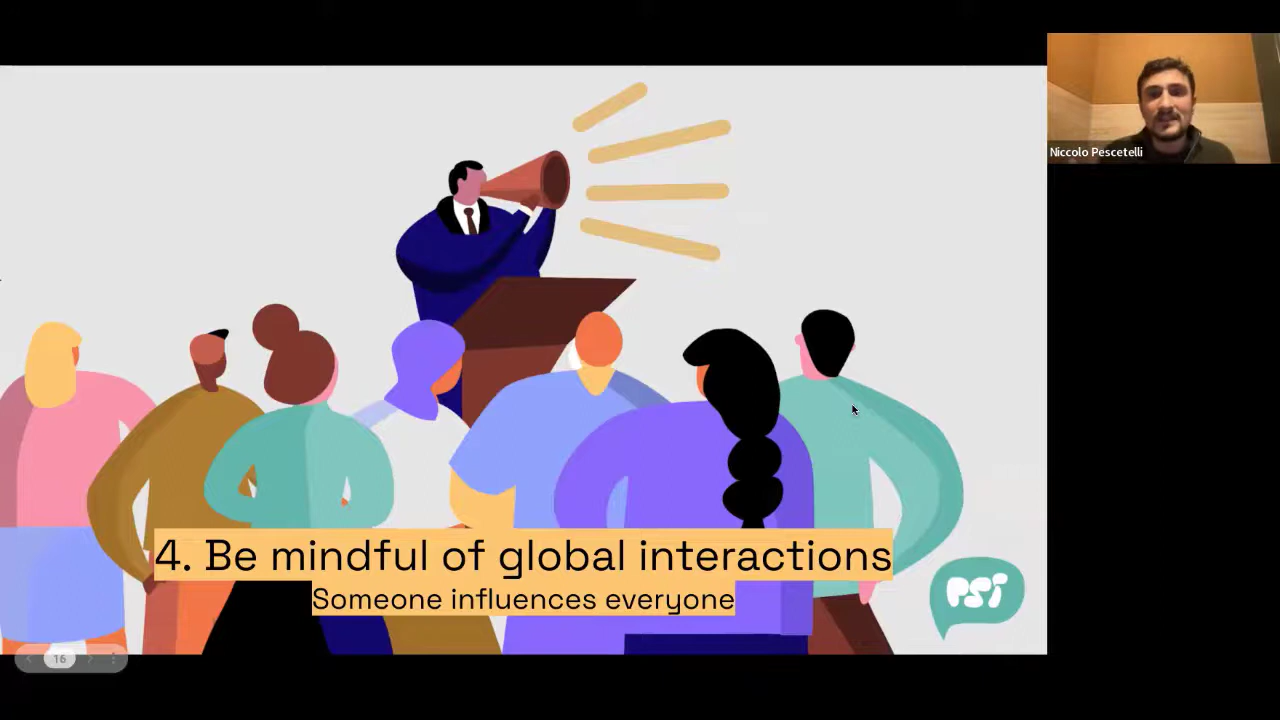 Niccolo Pescetelli
4. Be mindful of global interactions
Someone influences everyone
PSi
16